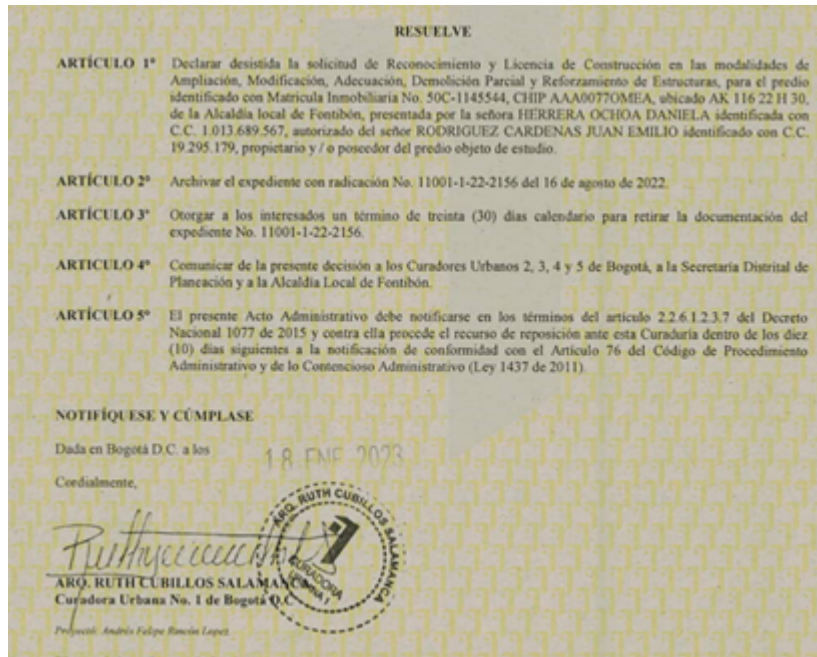 RESUELVE
ARTÍCULO 1º Declarar desistida la solicitud de Reconocimiento y Licencia de Construcción en las modalidades de
Ampliación, Modificación, Adecuación, Demolición Parcial y Reforzamiento de Estructuras, para el predio
identificado con Matricula Inmobiliaria No. 50C-1145544, CHIP AAA0077OMEA, ubicado AK 116 22 H 30,
de la Alcaldía local de Fontibón, presentada por la señora HERRERA OCHOA DANIELA identificada con
C.C. 1.013.689.567, autorizado del señor RODRIGUEZ CARDENAS JUAN EMILIO identificado con C.C.
19.295.179, propietario y / o poseedor del predio objeto de estudio.
ARTÍCULO 2º Archivar el expediente con radicación No. 11001-1-22-2156 del 16 de agosto de 2022.
ARTÍCULO 3º Otorgar a los interesados un término de treinta (30) días calendario para retirar la documentación del
expediente No. 11001-1-22-2156.
ARTICULO 4º Comunicar de la presente decisión a los Curadores Urbanos 2, 3, 4 y 5 de Bogotá, a la Secretaría Distrital de
Planeación y a la Alcaldía Local de Fontibón.
ARTÍCULO 5º El presente Acto Administrativo debe notificarse en los términos del artículo 2.2.6.1.2.3.7 del Decreto
Nacional 1077 de 2015 y contra ella procede el recurso de reposición ante esta Curaduría dentro de los diez
(10) días siguientes a la notificación de conformidad con el Artículo 76 del Código de Procedimiento
Administrativo y de lo Contencioso Administrativo (Ley 1437 de 2011).
NOTIFÍQUESE Y CÚMPLASE
Dada en Bogotá D.C. a los 18 ENE 2023
Cordialmente,
ARQ. RUTH CUBILLOS SALAMANCA
CURADORA
URBANA 1
ARQ. RUTH CUBILLOS SALAMANCA
Curadora Urbana No. 1 de Bogotá D.C
Proyectó: Andrés Felipe Rincón Lopez